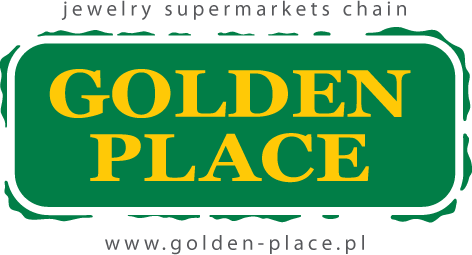 jewelry supermarkets chain
GOLDEN
PLACE
www.golden-place.pl